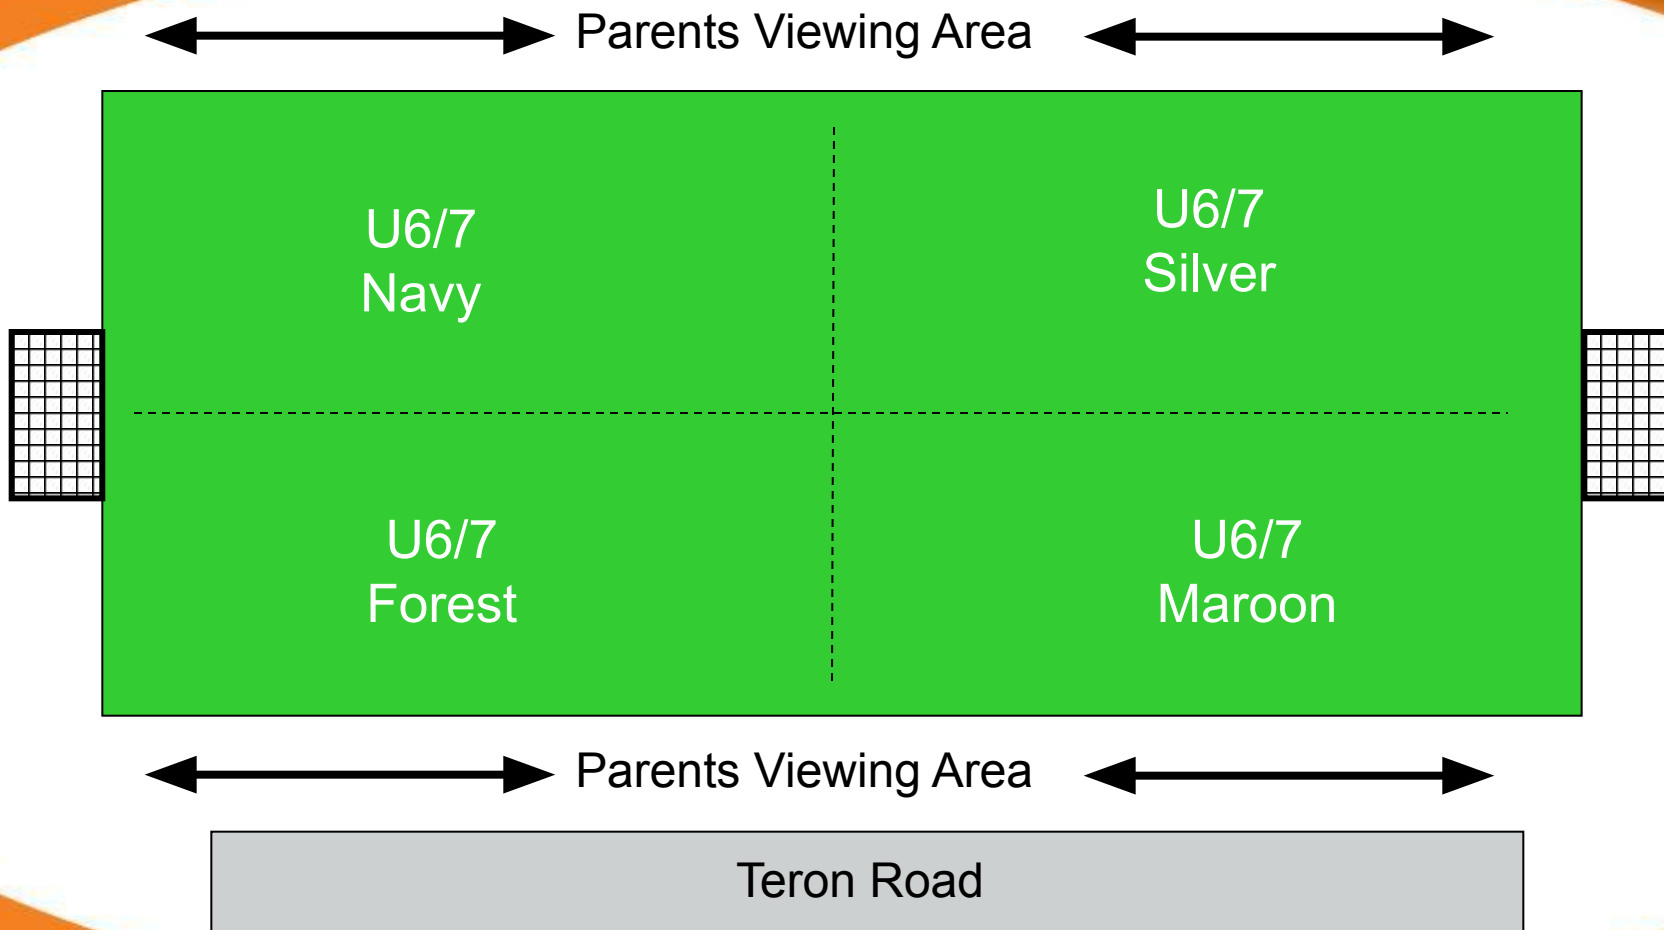 Parents Viewing Area
U6/7
Navy
U6/7
Silver
U6/7
Forest
U6/7
Maroon
Parents Viewing Area
Teron Road